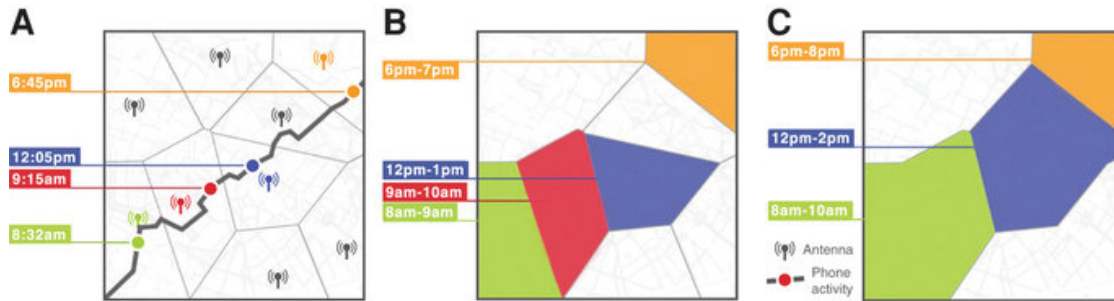 A
6:45pm
12:05pm
9:15am
8:32am
B
6pm-7pm
12pm-1pm
9am-10am
8am-9am
C
6pm-8pm
12pm-2pm
8am-10am
Antenna
Phone
activity